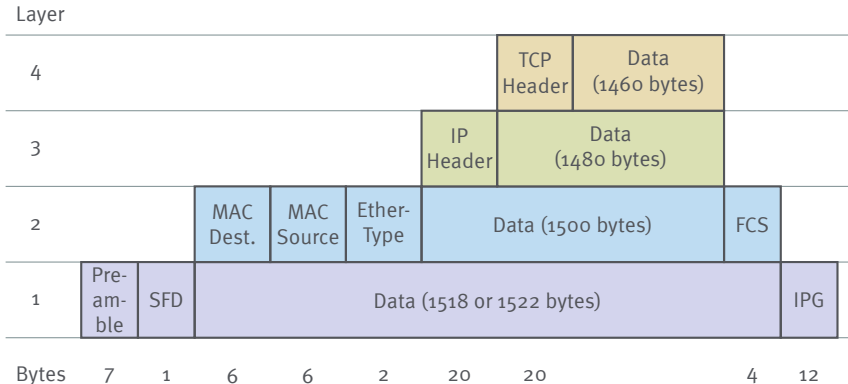 Layer
4
TCP
Header
Data
(1460 bytes)
3
IP
Header
Data
(1480 bytes)
2
MAC
Dest.
MAC
Source
Ether-
Type
Data (1500 bytes)
FCS
1
Pre-
am-
ble
SFD
Data (1518 or 1522 bytes)
IPG
Bytes 7 1 6 6 2 20 20 4 12